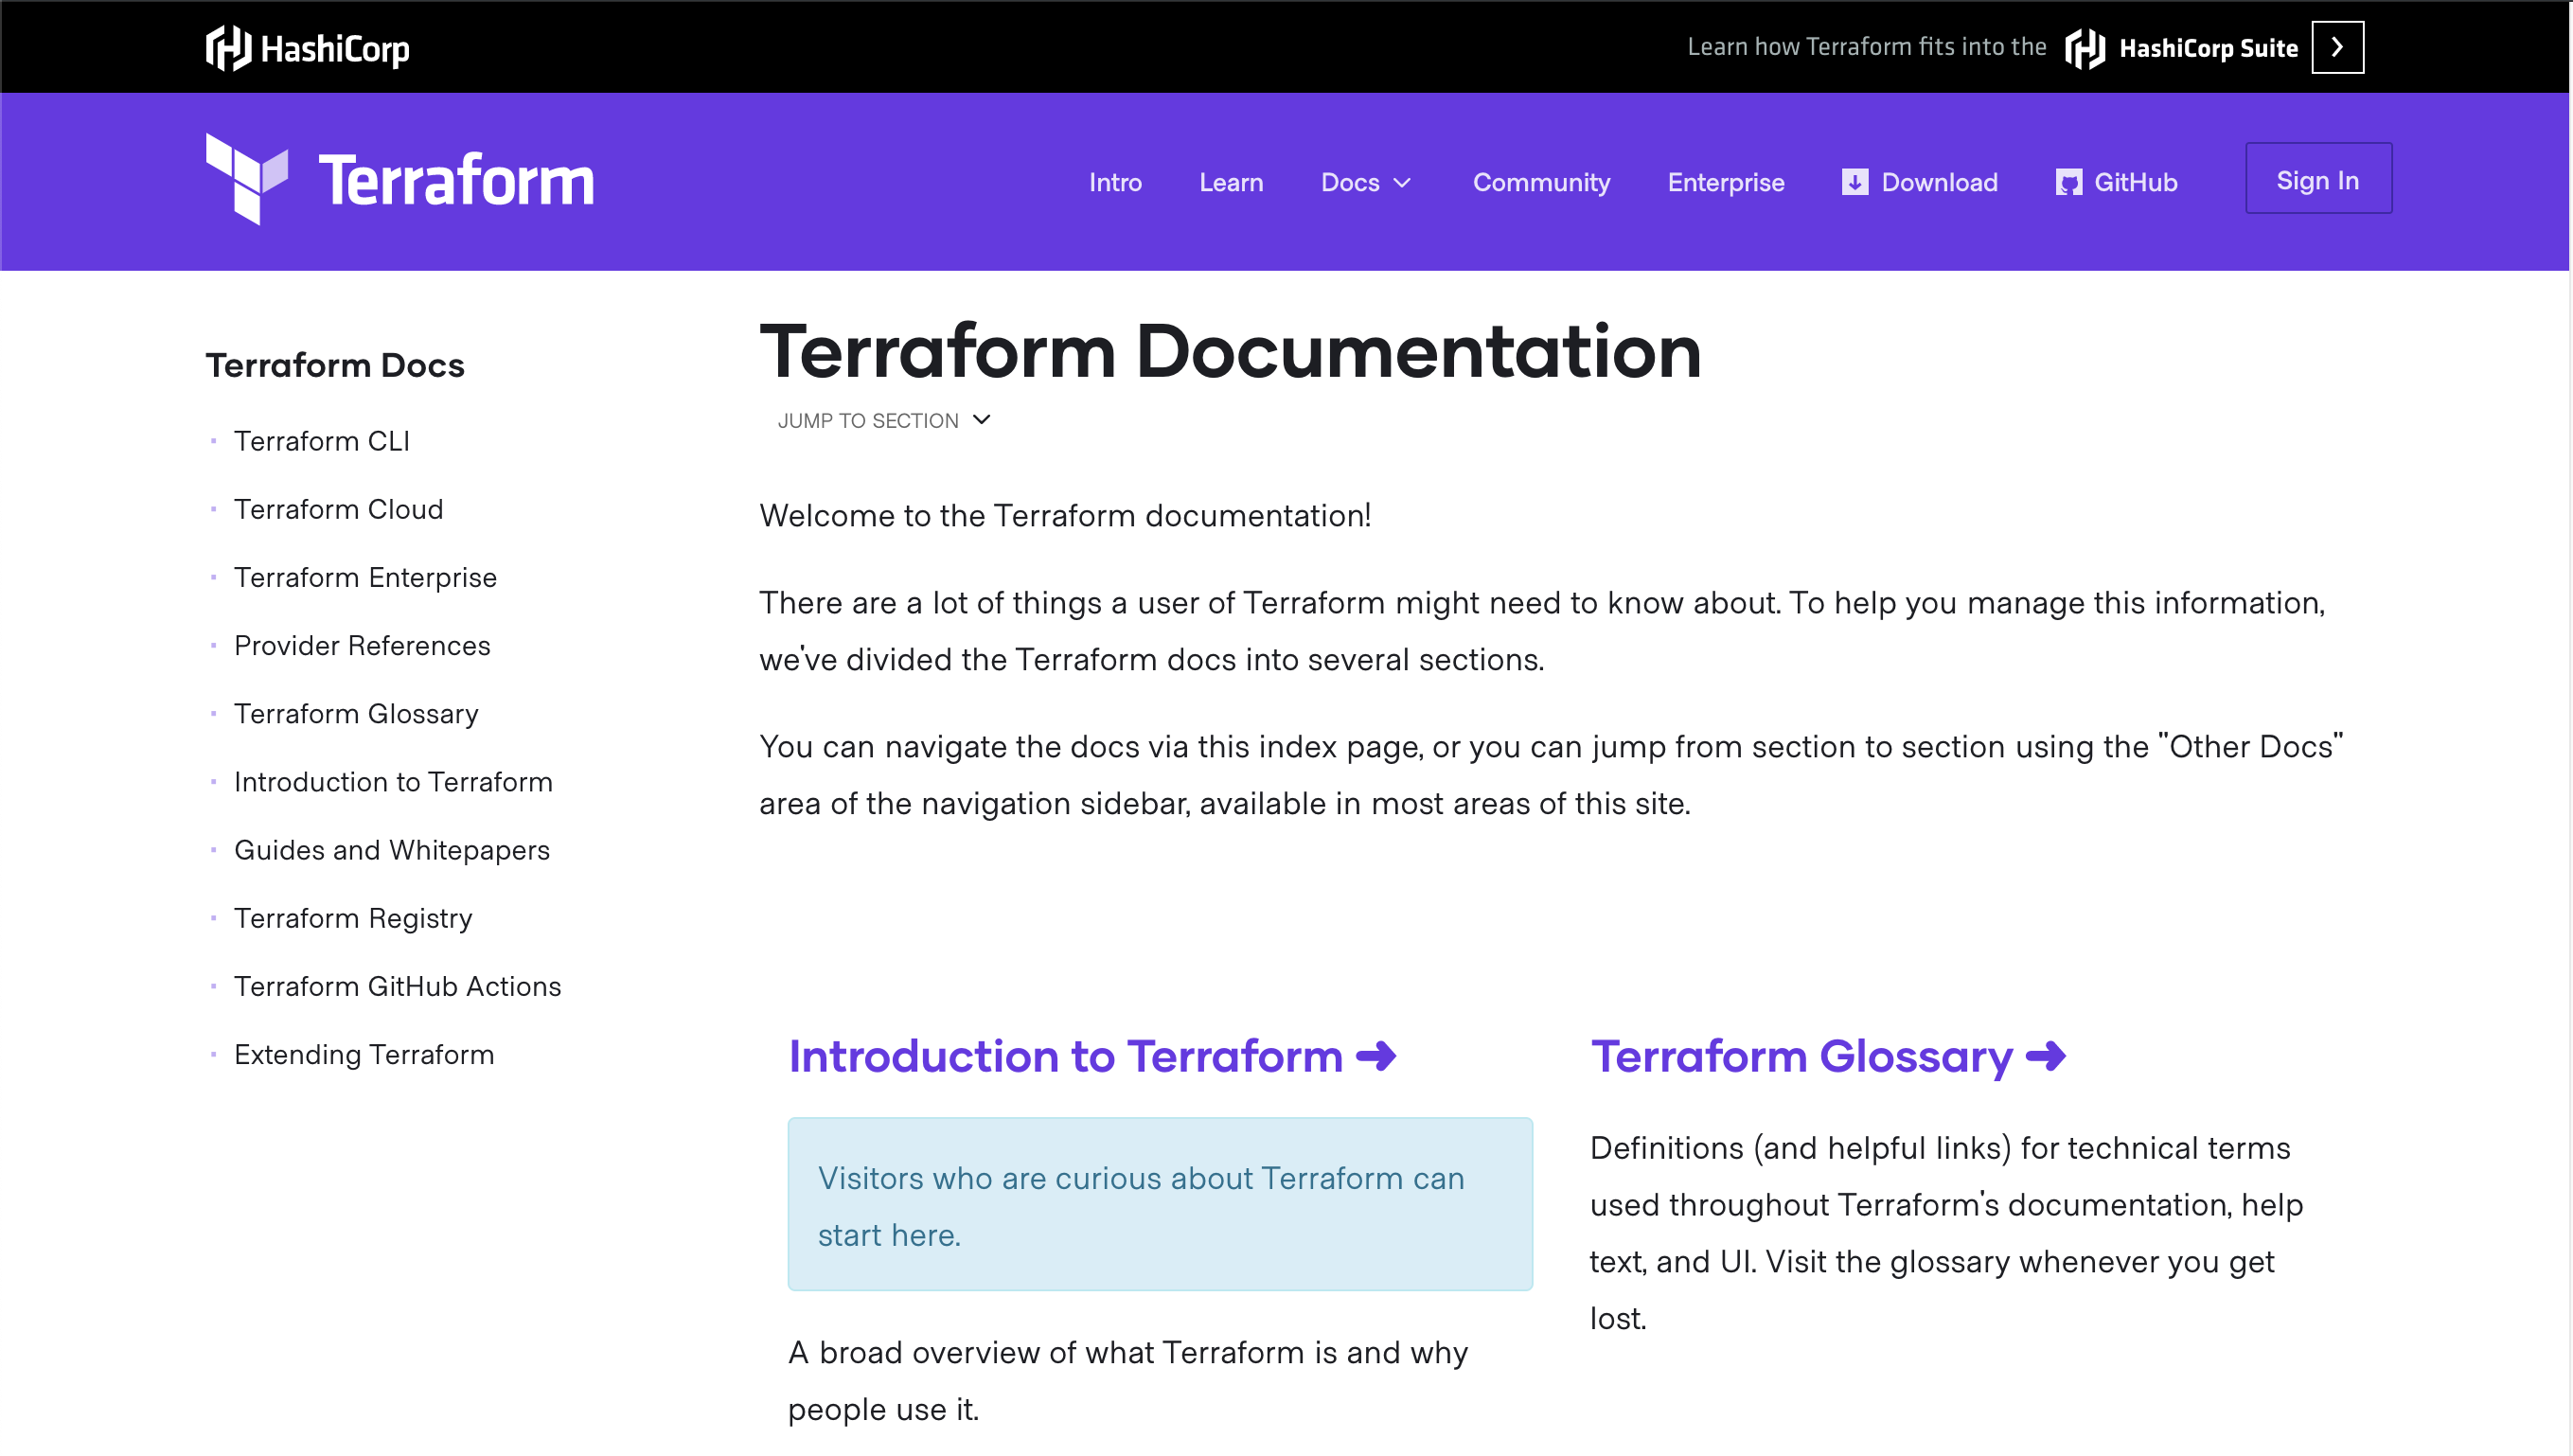 HashiCorp
Learn how Terraform fits into the HashiCorp Suite
Terraform
Intro
Learn
Docs
Community
Enterprise
Download
GitHub
Sign In
Terraform Docs
Terraform CLI
Terraform Cloud
Terraform Enterprise
Provider References
Terraform Glossary
Introduction to Terraform
Guides and Whitepapers
Terraform Registry
Terraform GitHub Actions
Extending Terraform
Terraform Documentation
JUMP TO SECTION
Welcome to the Terraform documentation!
There are a lot of things a user of Terraform might need to know about. To help you manage this information,
we've divided the Terraform docs into several sections.
You can navigate the docs via this index page, or you can jump from section to section using the "Other Docs"
area of the navigation sidebar, available in most areas of this site.
Introduction to Terraform ➜
Visitors who are curious about Terraform can
start here.
A broad overview of what Terraform is and why
people use it.
Terraform Glossary ➜
Definitions (and helpful links) for technical terms
used throughout Terraform's documentation, help
text, and UI. Visit the glossary whenever you get
lost.